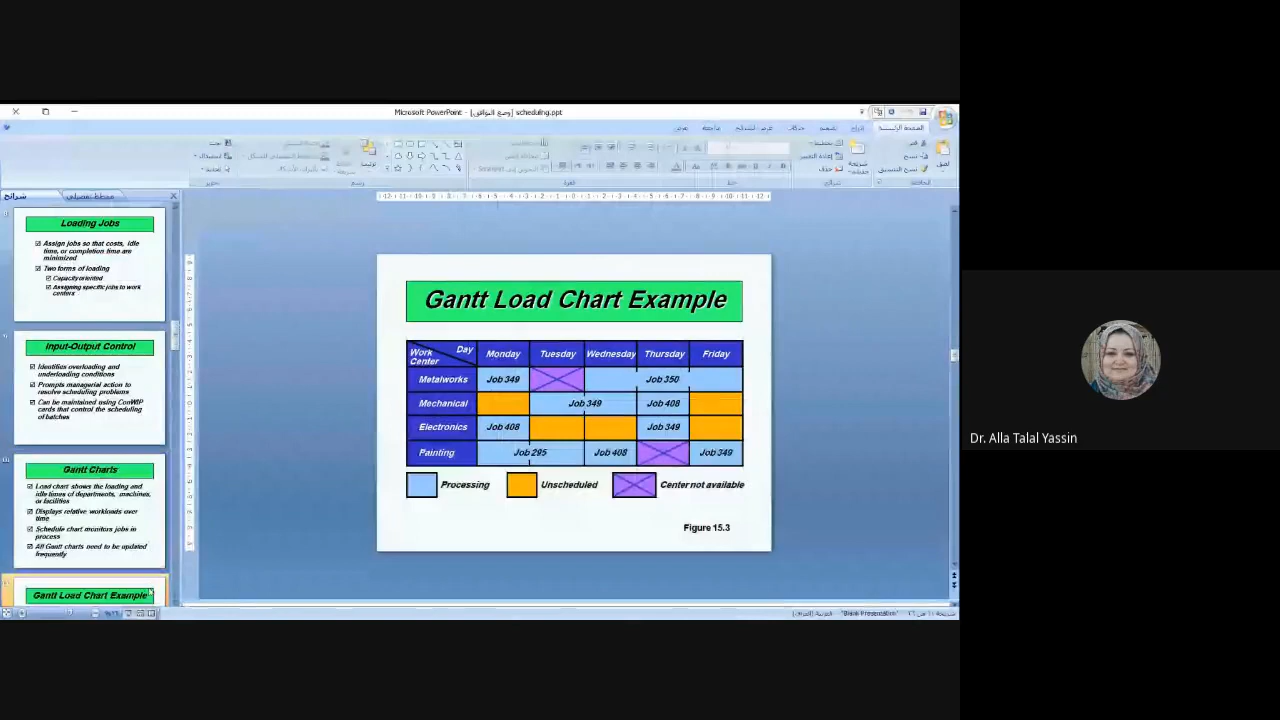 Microsoft PowerPoint - [وضع التوافق] scheduling.ppt
الصفحة الرئيسية
شرائح
Loading Jobs
Assign jobs so that costs, idle
time, or completion time are
minimized
Two forms of loading
Capacity oriented
Assigning specific jobs to work
centers
Input-Output Control
Identifies overloading and
underloading conditions
Prompts managerial action to
resolve scheduling problems
Can be maintained using ConWIP
cards that control the scheduling
of batches
Gantt Charts
Load chart shows the loading and
idle times of departments, machines,
or facilities
Displays relative workloads over
time
Schedule chart monitors jobs in
process
All Gantt charts need to be updated
frequently
Gantt Load Chart Example
Gantt Load Chart Example
Work Center Day Monday Tuesday Wednesday Thursday Friday
Metalworks Job 349 Job 350
Mechanical Job 349 Job 408
Electronics Job 408 Job 349
Painting Job 295 Job 408 Job 349
Processing Unscheduled Center not available
Figure 15.3
"Blank Presentation"
Dr. Alla Talal Yassin